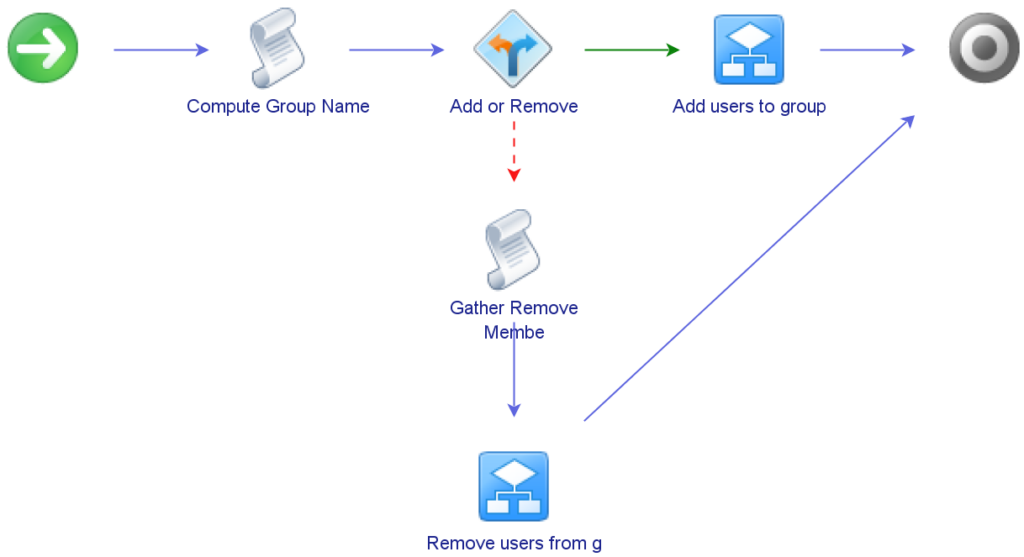 Compute Group Name
Add or Remove
Add users to group
Gather Remove
Membe
Remove users from g